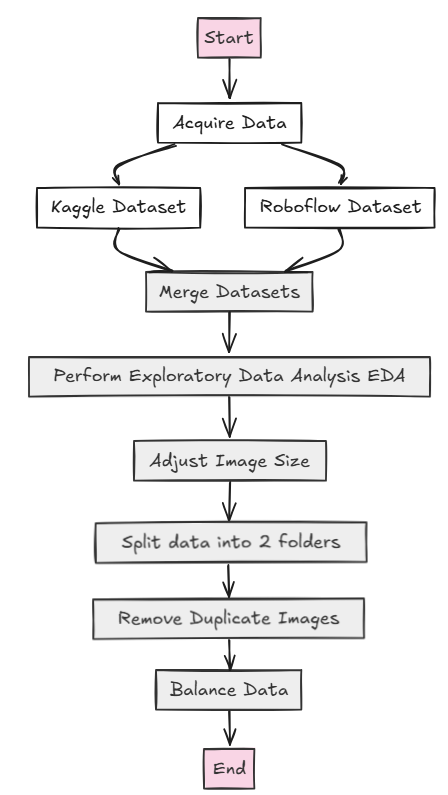 Start
Acquire Data
Kaggle Dataset
Roboflow Dataset
Merge Datasets
Perform Exploratory Data Analysis EDA
Adjust Image Size
Split data into 2 folders
Remove Duplicate Images
Balance Data
End